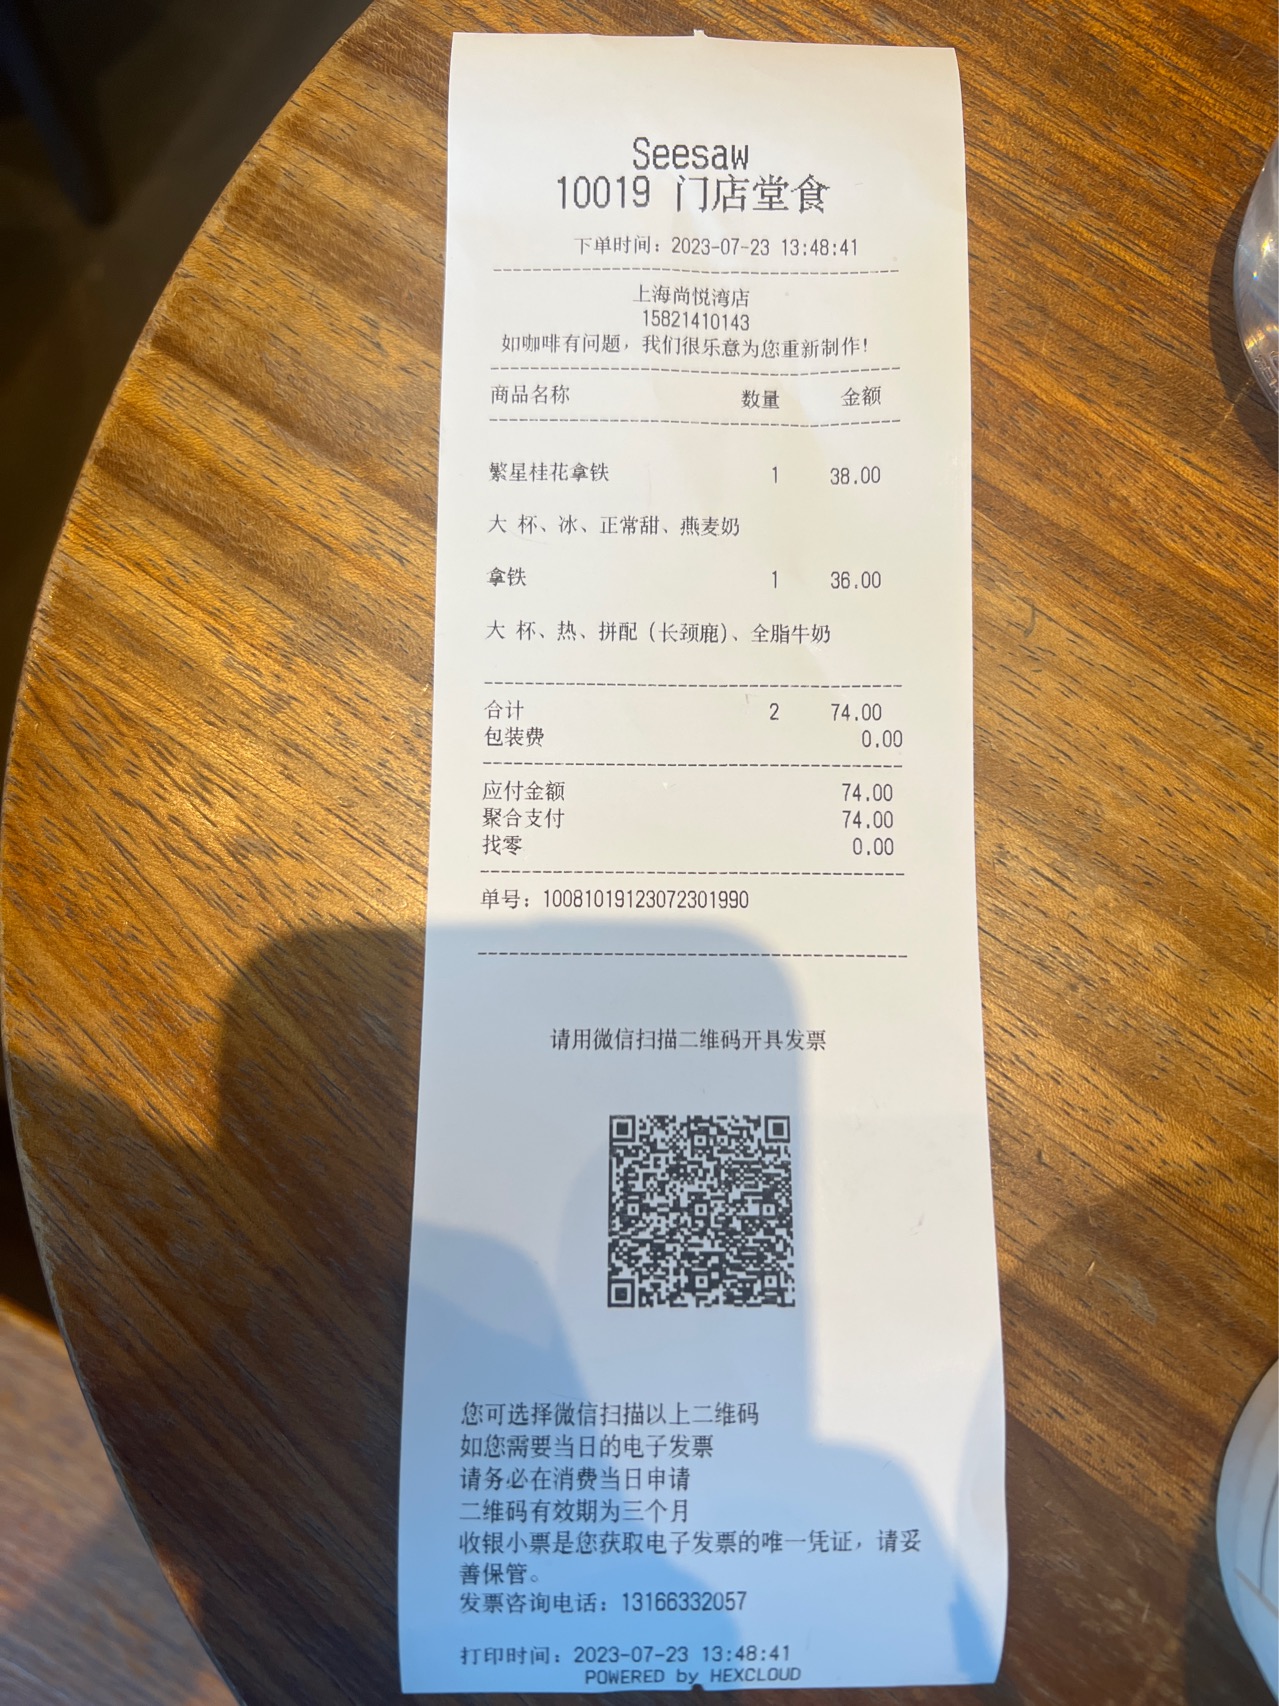 Seesaw
10019 门店堂食
下单时间：2023-07-23 13:48:41
上海尚悦湾店
15821410143
如咖啡有问题，我们很乐意为您重新制作！
商品名称 数量 金额
繁星桂花拿铁 1 38.00
大 杯、冰、正常甜、燕麦奶
拿铁 1 36.00
大 杯、热、拼配（长颈鹿）、全脂牛奶
合计 2 74.00
包装费 0.00
应付金额 74.00
聚合支付 74.00
找零 0.00
单号：10081019123072301990
请用微信扫描二维码开具发票
您可选择微信扫描以上二维码
如您需要当日的电子发票
请务必在消费当日申请
二维码有效期为三个月
收银小票是您获取电子发票的唯一凭证，请妥
善保管。
发票咨询电话：13166332057
打印时间：2023-07-23 13:48:41
POWERED by HEXCLOUD